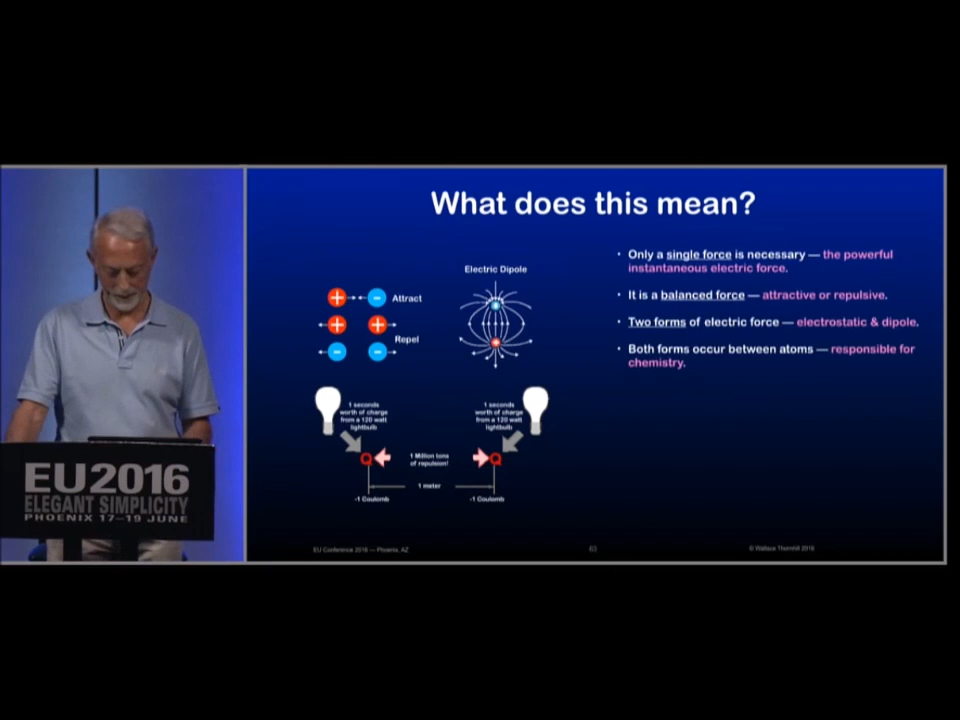 What does this mean?
Electric Dipole
+
-
Attract
+
+
Repel
-
-
1 seconds
worth of charge
from a 120 watt
lightbulb
1 seconds
worth of charge
from a 120 watt
lightbulb
Q
1 Million tons
of repulsion!
Q
1 meter
-1 Coulomb
-1 Coulomb
• Only a single force is necessary — the powerful
instantaneous electric force.
• It is a balanced force — attractive or repulsive.
• Two forms of electric force — electrostatic & dipole.
• Both forms occur between atoms — responsible for
chemistry.
EU Conference 2016 — Phoenix, AZ
63
© Wallace Thornhill 2016
EU2016
ELEGANT SIMPLICITY
PHOENIX 17–19 JUNE